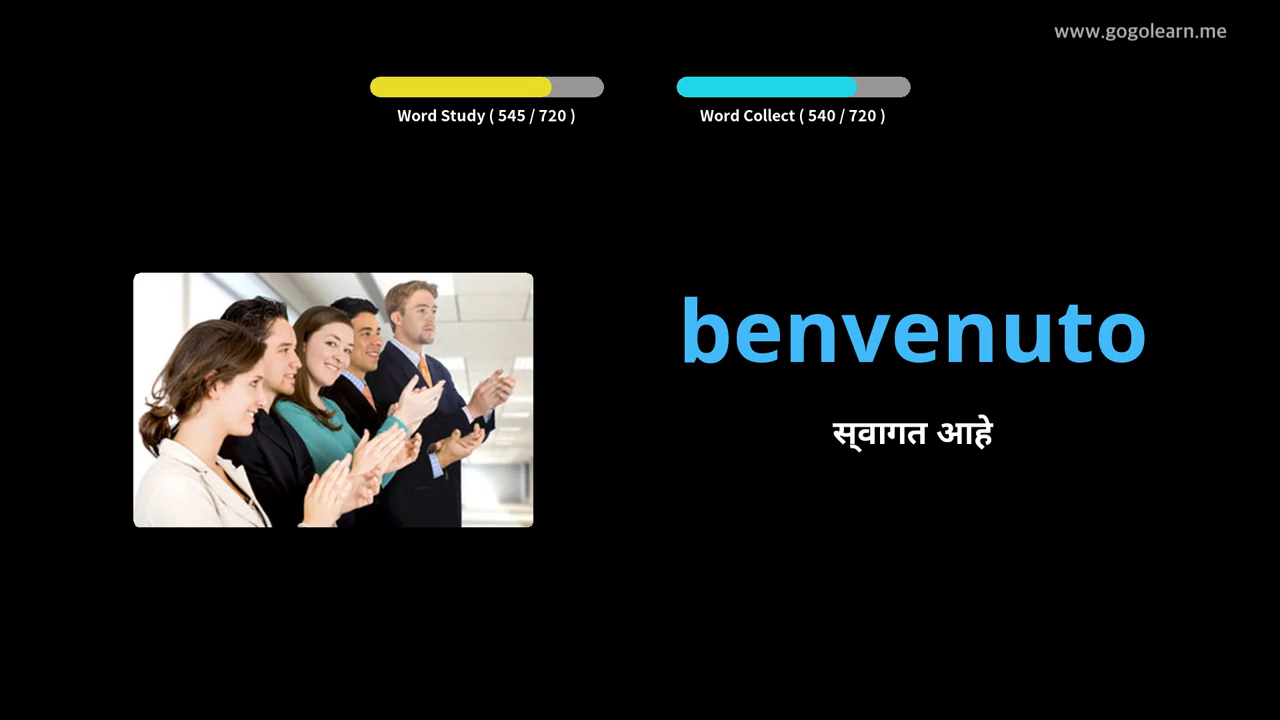 www.gogolearn.me
Word Study ( 545 / 720 )
Word Collect ( 540 / 720 )
benvenuto
स्वागत आहे